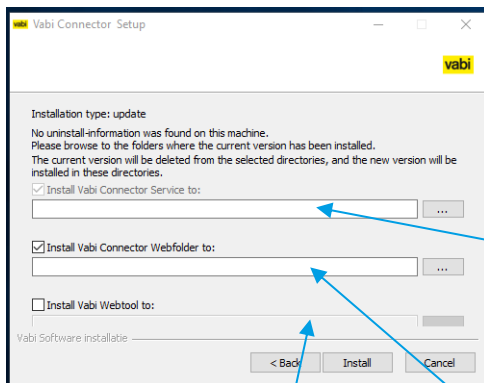 vabi Vabi Connector Setup
vabi
Installation type: update
No uninstall-information was found on this machine.
Please browse to the folders where the current version has been installed.
The current version will be deleted from the selected directories, and the new version will be
installed in these directories.
Install Vabi Connector Service to:
...
Install Vabi Connector Webfolder to:
...
Install Vabi Webtool to:
Vabi Software installatie
< Back Install Cancel